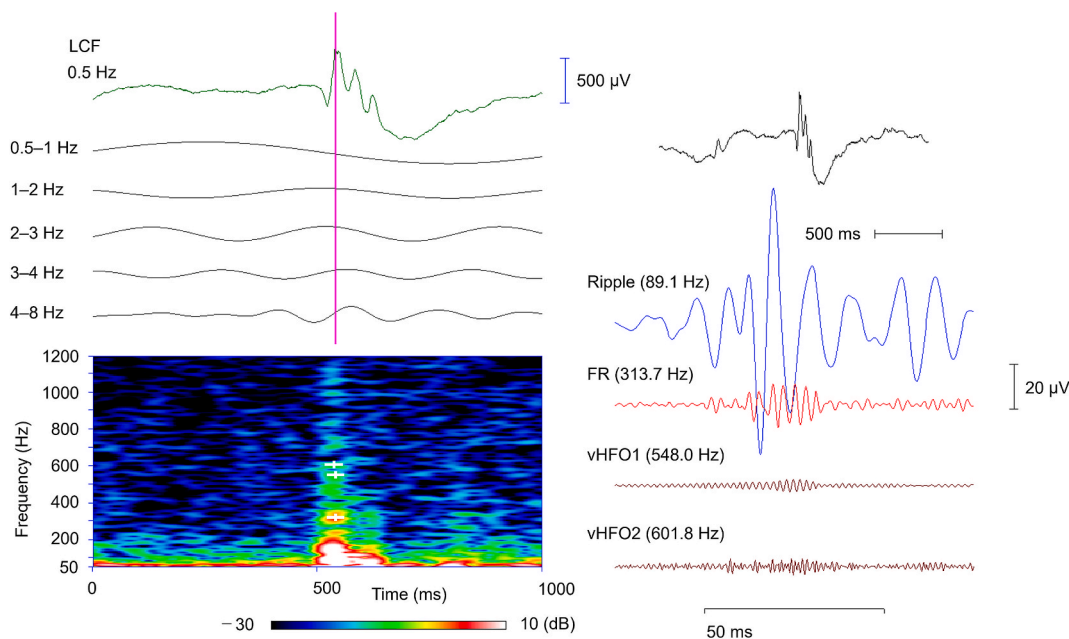 LCF
0.5 Hz
500 μV
0.5–1 Hz
1–2 Hz
2–3 Hz
3–4 Hz
4–8 Hz
500 ms
Ripple (89.1 Hz)
FR (313.7 Hz)
20 μV
vHFO1 (548.0 Hz)
vHFO2 (601.8 Hz)
50 ms
Frequency (Hz)
1200
1000
800
600
400
200
50
0
500
1000
Time (ms)
−30
10 (dB)